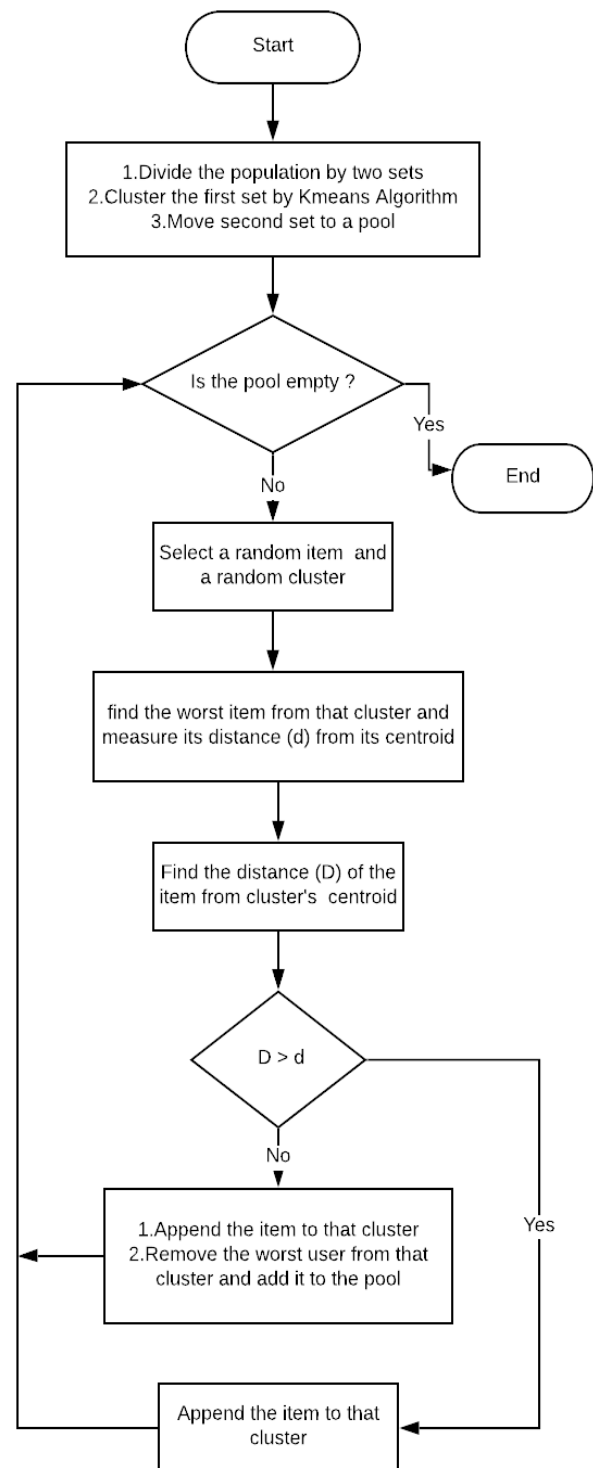 Start
1.Divide the population by two sets
2.Cluster the first set by Kmeans Algorithm
3.Move second set to a pool
Is the pool empty ?
Yes
End
No
Select a random item and
a random cluster
find the worst item from that cluster and
measure its distance (d) from its centroid
Find the distance (D) of the
item from cluster's centroid
D > d
No
Yes
1.Append the item to that cluster
2.Remove the worst user from that
cluster and add it to the pool
Append the item to that
cluster